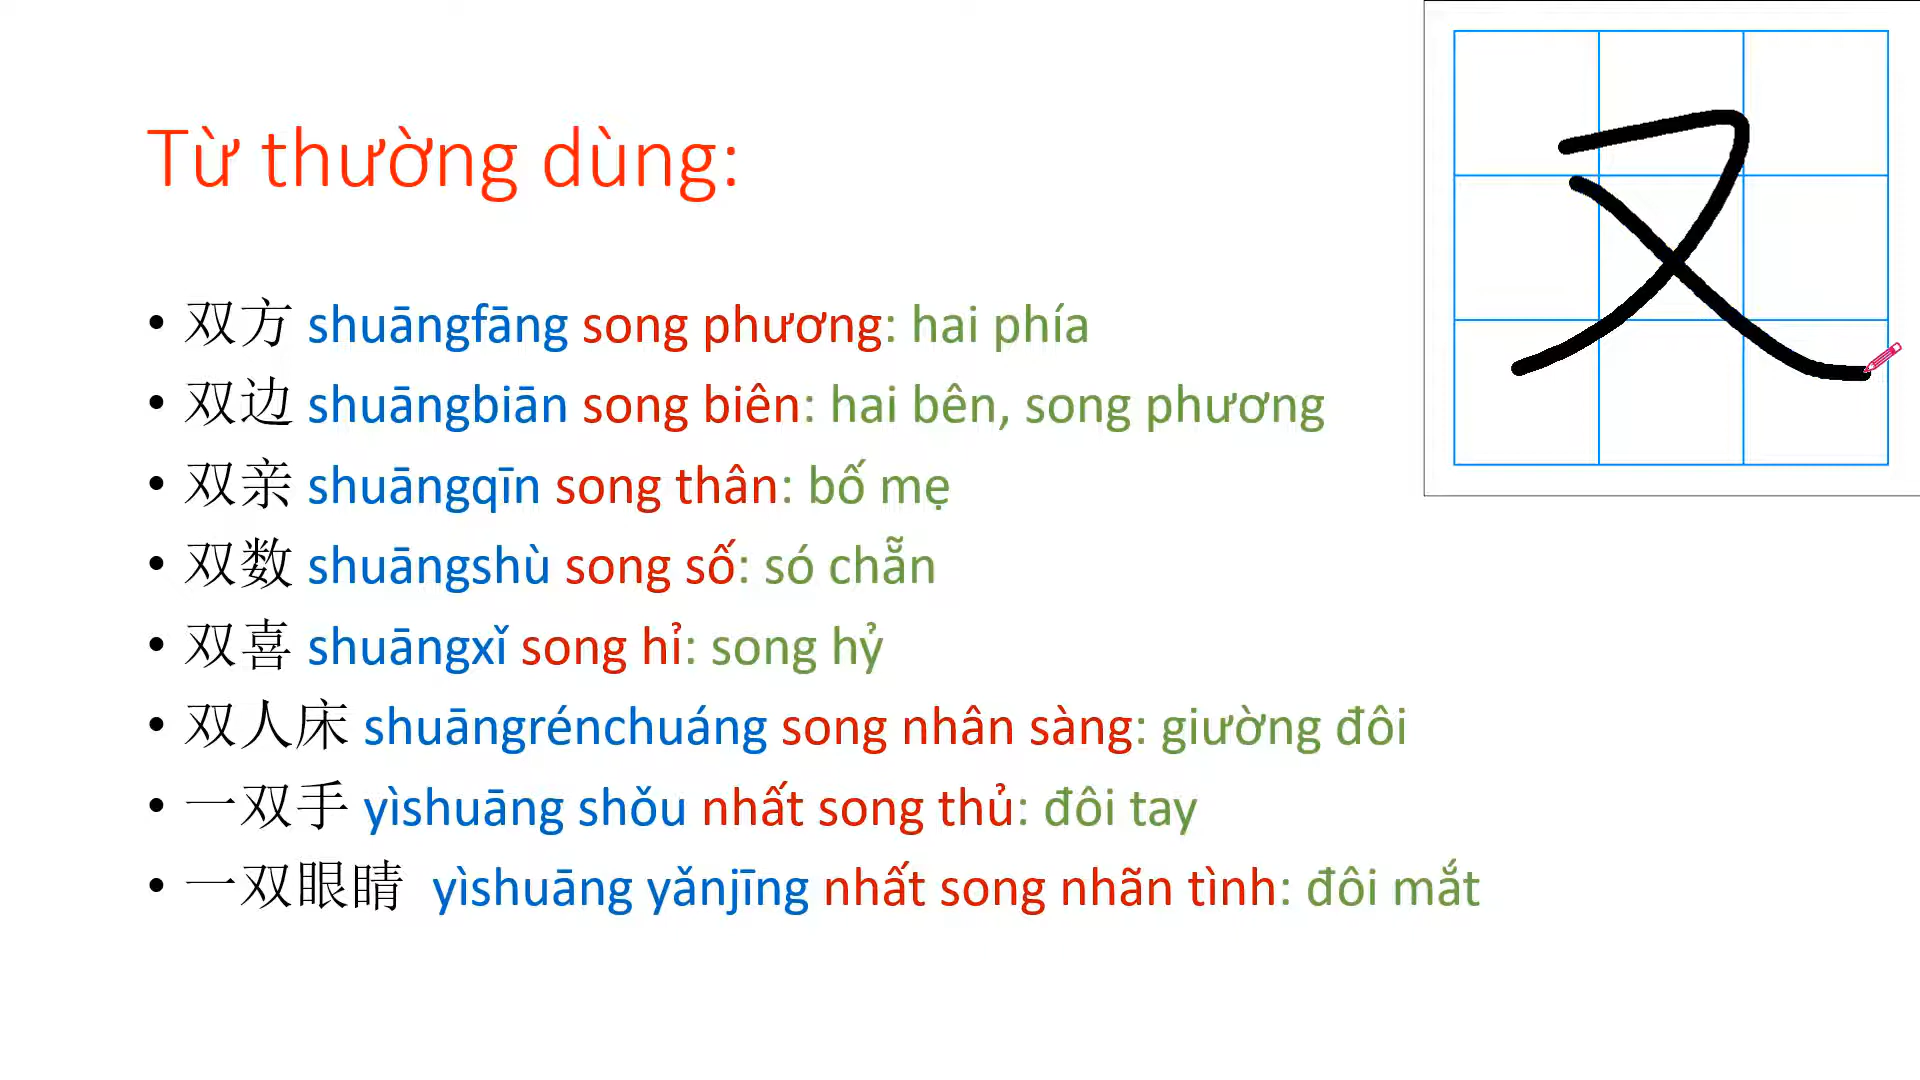 Từ thường dùng:
• 双方 shuāngfāng song phương: hai phía
• 双边 shuāngbiān song biên: hai bên, song phương
• 双亲 shuāngqīn song thân: bố mẹ
• 双数 shuāngshù song số: só chẵn
• 双喜 shuāngxǐ song hỉ: song hỷ
• 双人床 shuāngrénchuáng song nhân sàng: giường đôi
• 一双手 yìshuāng shǒu nhất song thủ: đôi tay
• 一双眼睛 yìshuāng yǎnjīng nhất song nhãn tình: đôi mắt
又